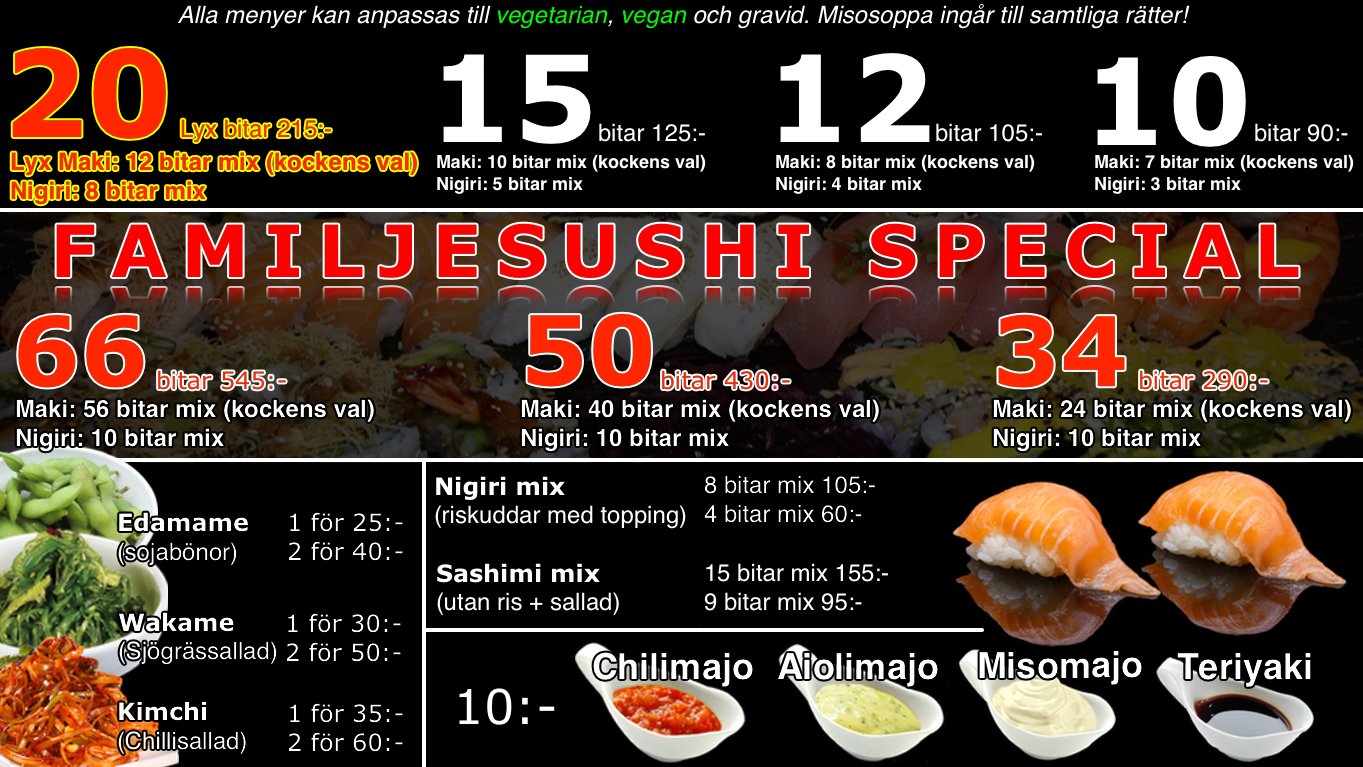 Alla menyer kan anpassas till vegetarian, vegan och gravid. Misosoppa ingår till samtliga rätter!
20 Lyx bitar 215:-
Lyx Maki: 12 bitar mix (kockens val)
Nigiri: 8 bitar mix
15 bitar 125:-
Maki: 10 bitar mix (kockens val)
Nigiri: 5 bitar mix
12 bitar 105:-
Maki: 8 bitar mix (kockens val)
Nigiri: 4 bitar mix
10 bitar 90:-
Maki: 7 bitar mix (kockens val)
Nigiri: 3 bitar mix
FAMILJESUSHI SPECIAL
66 bitar 545:-
Maki: 56 bitar mix (kockens val)
Nigiri: 10 bitar mix
50 bitar 430:-
Maki: 40 bitar mix (kockens val)
Nigiri: 10 bitar mix
34 bitar 290:-
Maki: 24 bitar mix (kockens val)
Nigiri: 10 bitar mix
Edamame 1 för 25:-
(sojabönor) 2 för 40:-
Wakame 1 för 30:-
(Sjögrässallad) 2 för 50:-
Kimchi 1 för 35:-
(Chillisallad) 2 för 60:-
Nigiri mix 8 bitar mix 105:-
(riskuddar med topping) 4 bitar mix 60:-
Sashimi mix 15 bitar mix 155:-
(utan ris + sallad) 9 bitar mix 95:-
10:- Chilimajo Aiolimajo Misomajo Teriyaki